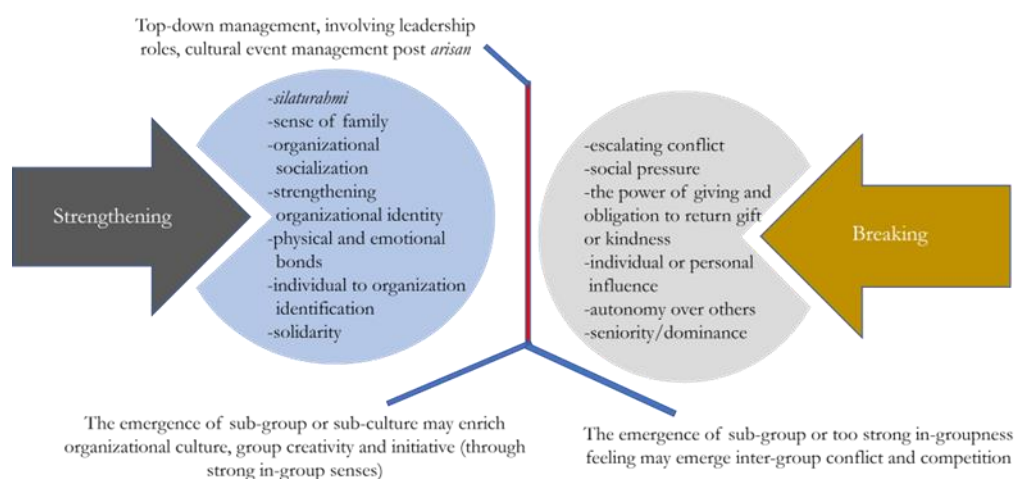 Top-down management, involving leadership
roles, cultural event management post arisan
Strengthening
-silaturahmi
-sense of family
-organizational
socialization
-strengthening
organizational identity
-physical and emotional
bonds
-individual to organization
identification
-solidarity
-escalating conflict
-social pressure
-the power of giving and
obligation to return gift
or kindness
-individual or personal
influence
-autonomy over others
-seniority/dominance
Breaking
The emergence of sub-group or sub-culture may enrich
organizational culture, group creativity and initiative (through
strong in-group senses)
The emergence of sub-group or too strong in-groupness
feeling may emerge inter-group conflict and competition